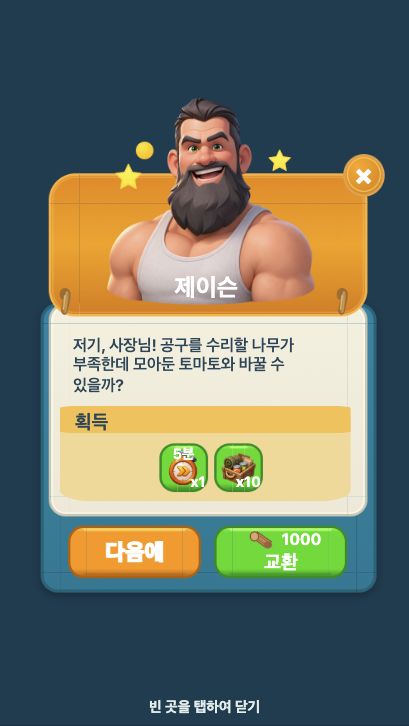 제이슨
저기, 사장님! 공구를 수리할 나무가
부족한데 모아둔 토마토와 바꿀 수
있을까?
획득
5분
x1
x10
다음에
1000
교환
빈 곳을 탭하여 닫기